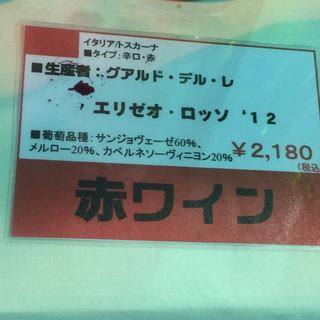 イタリア/トスカーナ
■タイプ:辛口・赤
■生産者:グアルド・デル・レ
エリゼオ・ロッソ '12
■葡萄品種:サンジョヴェーゼ60%、
メルロー20%、カベルネソーヴィニヨン20%
¥2,180
(税込)
赤ワイン